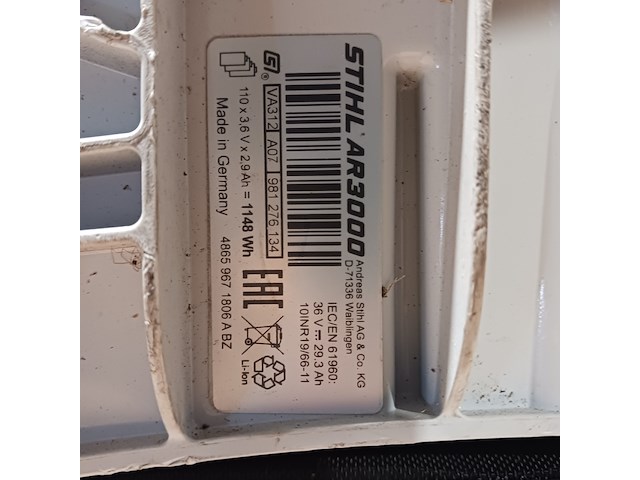 STIHL AR3000
Andreas Stihl AG & Co. KG
D-71336 Waiblingen
VA312 A07 981 276 134
110 x 3,6 V x 2,9 Ah = 1148 Wh
Made in Germany
4865 967 1806 A BZ
EAC
IEC/EN 61960:
36 V ⎓ 29.3 Ah
10INR19/66-11
Li-Ion